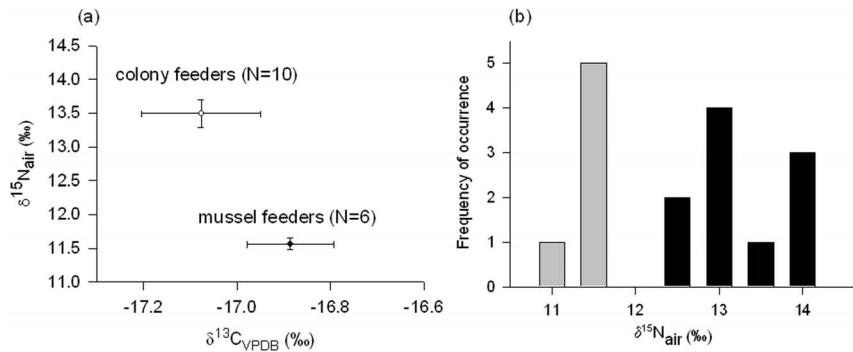 (a)
14.5
14.0
13.5
13.0
12.5
12.0
11.5
11.0
δ15Nair (‰)
colony feeders (N=10)
mussel feeders (N=6)
-17.2
-17.0
-16.8
-16.6
δ13CVPDB (‰)
(b)
5
4
3
2
1
0
Frequency of occurrence
11
12
13
14
δ15Nair (‰)